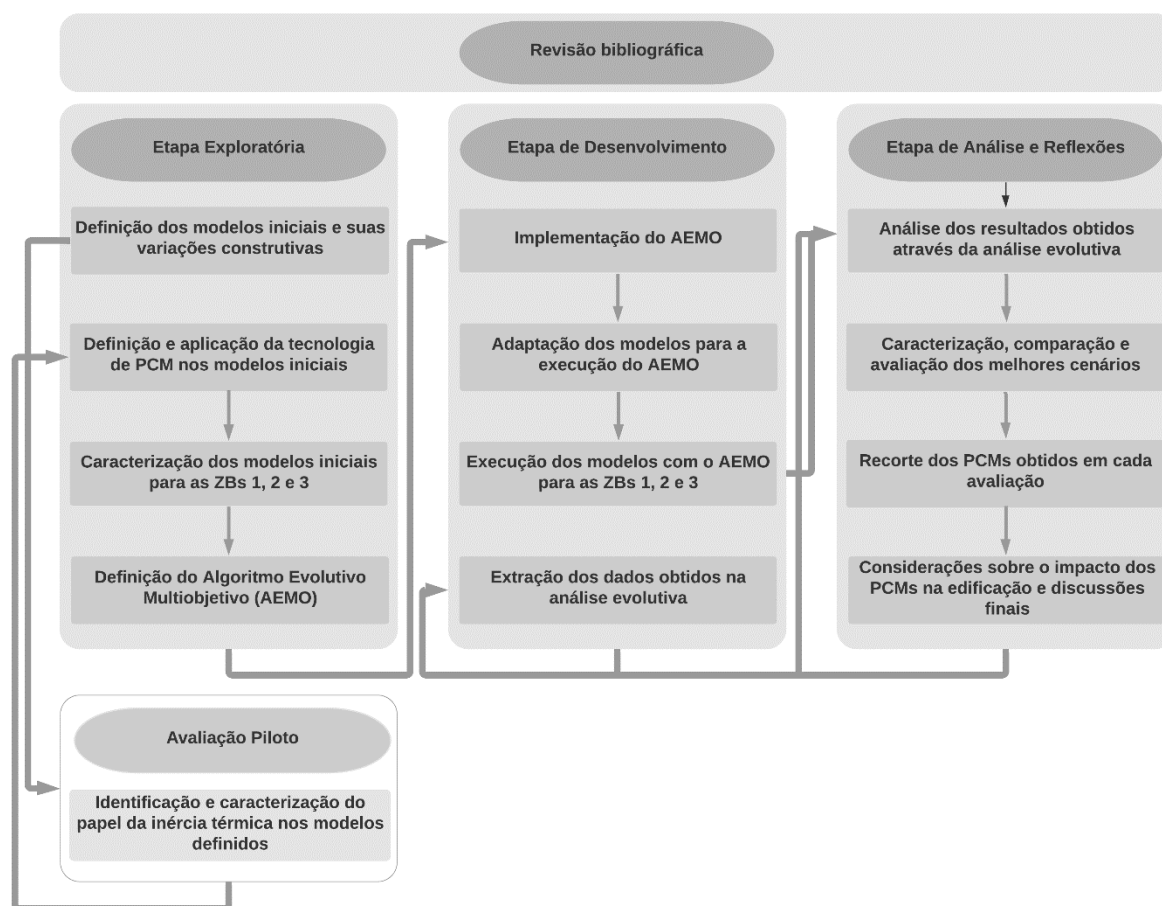 Revisão bibliográfica
Etapa Exploratória
Definição dos modelos iniciais e suas
variações construtivas
Definição e aplicação da tecnologia
de PCM nos modelos iniciais
Caracterização dos modelos iniciais
para as ZBs 1, 2 e 3
Definição do Algoritmo Evolutivo
Multiobjetivo (AEMO)
Avaliação Piloto
Identificação e caracterização do
papel da inércia térmica nos modelos
definidos
Etapa de Desenvolvimento
Implementação do AEMO
Adaptação dos modelos para a
execução do AEMO
Execução dos modelos com o AEMO
para as ZBs 1, 2 e 3
Extração dos dados obtidos na
análise evolutiva
Etapa de Análise e Reflexões
Análise dos resultados obtidos
através da análise evolutiva
Caracterização, comparação e
avaliação dos melhores cenários
Recorte dos PCMs obtidos em cada
avaliação
Considerações sobre o impacto dos
PCMs na edificação e discussões
finais